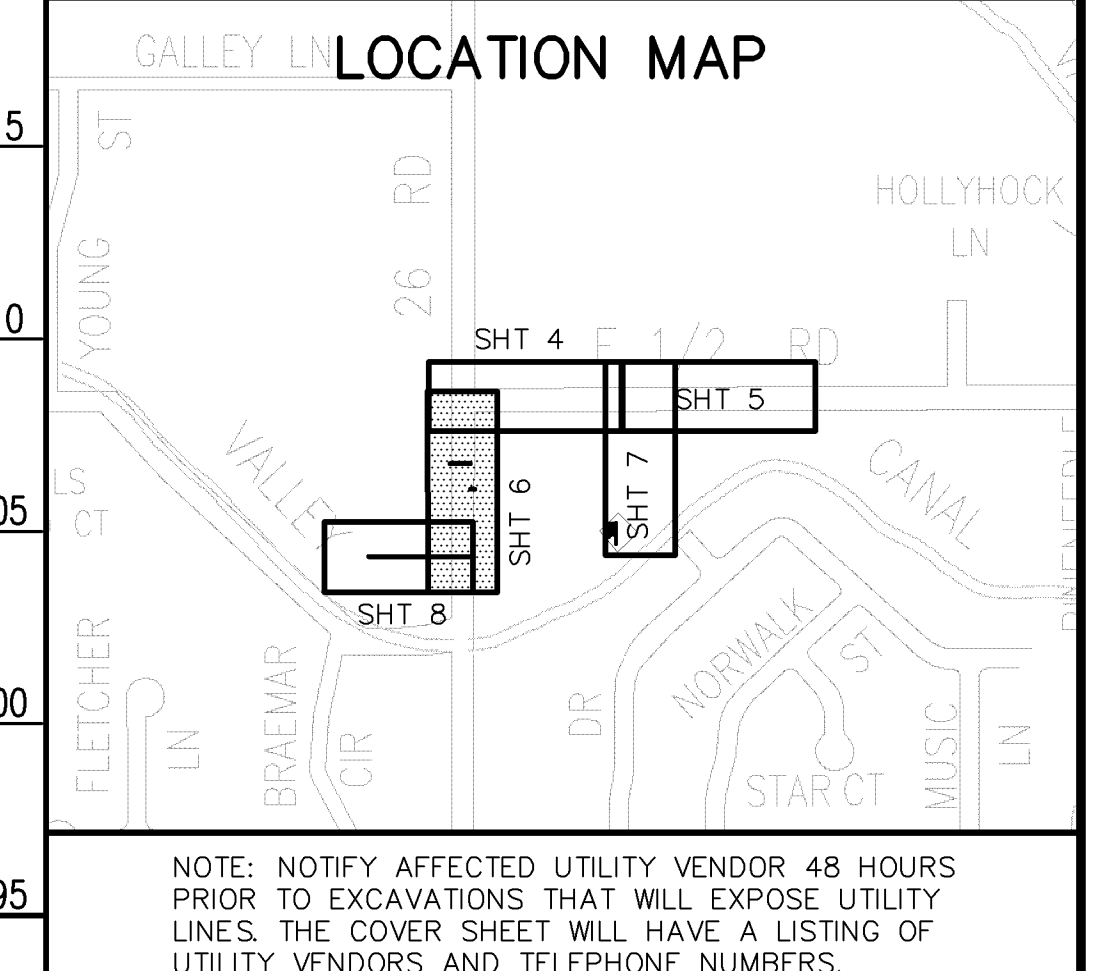 LOCATION MAP
GALLEY LN
5
ST
26 RD
HOLLYHOCK
LN
YOUNG
0
SHT 4
F 1/2 RD
SHT 5
VALLEY
CANAL
LS
CT
05
SHT 7
SHT 6
SHT 8
FLETCHER
LN
BRAEMAR
CIR
DR
NORWALK
ST
STAR CT
MUSIC
LN
00
95
NOTE: NOTIFY AFFECTED UTILITY VENDOR 48 HOURS
PRIOR TO EXCAVATIONS THAT WILL EXPOSE UTILITY
LINES. THE COVER SHEET WILL HAVE A LISTING OF
UTILITY VENDORS AND TELEPHONE NUMBERS.